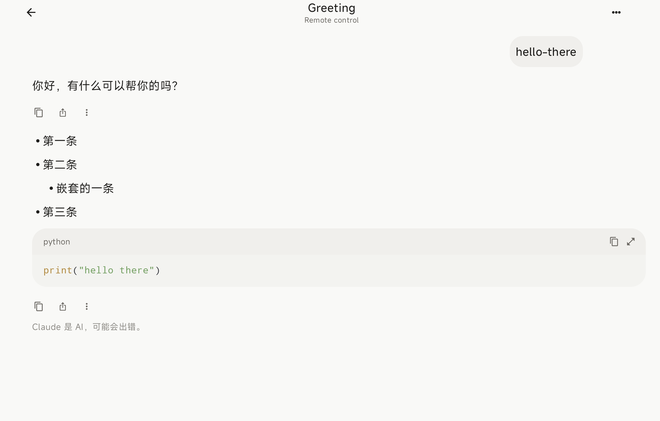 Greeting
Remote control
hello-there
你好，有什么可以帮你的吗？
• 第一条
• 第二条
• 嵌套的一条
• 第三条
python
print("hello there")
Claude 是 AI，可能会出错。